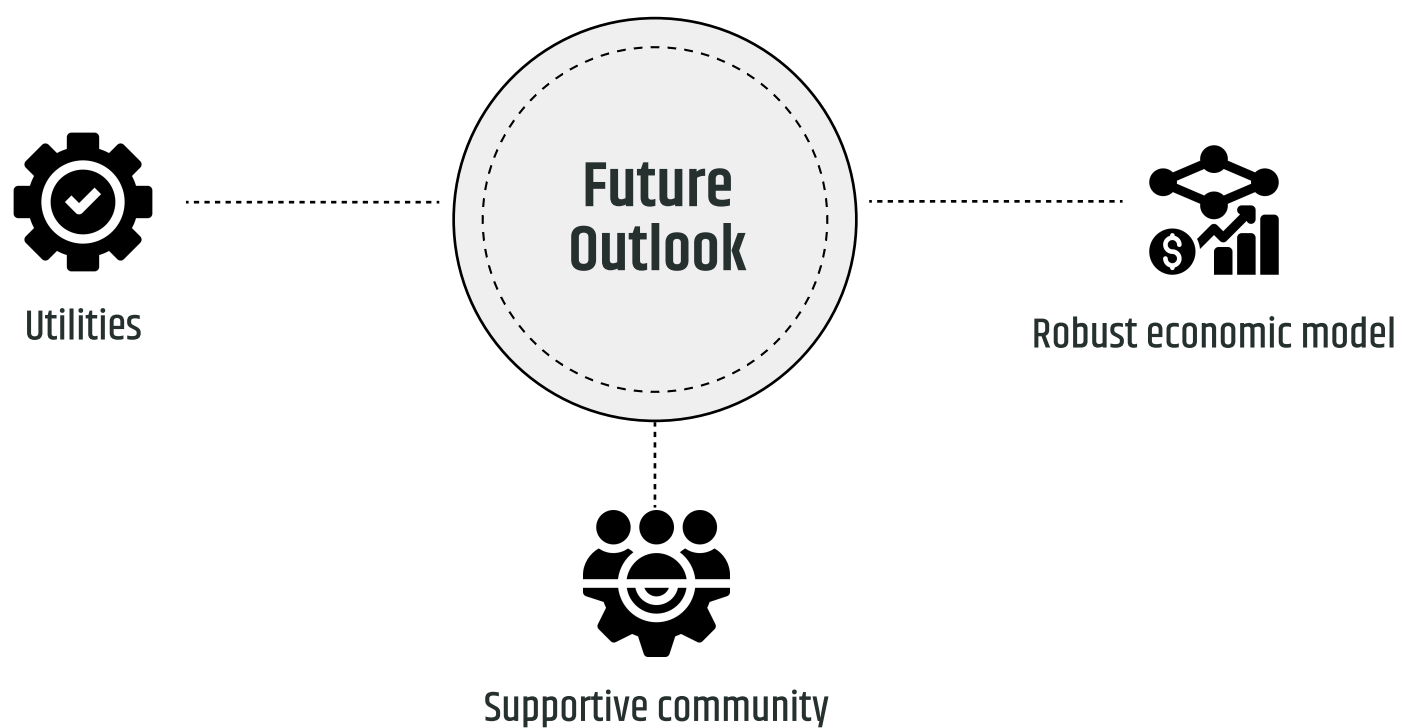 Future
Outlook
Utilities
Robust economic model
$
Supportive community